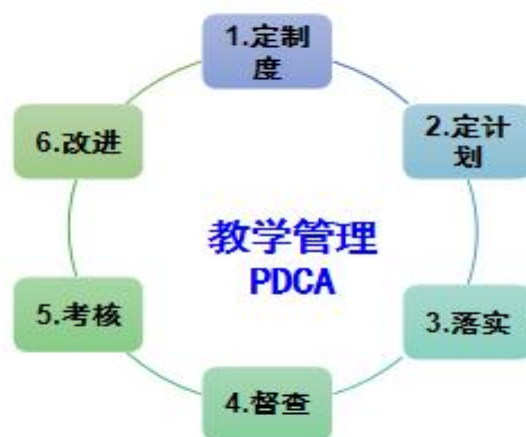 1.定制
度
2.定计
划
3.落实
4.督查
5.考核
6.改进
教学管理
PDCA